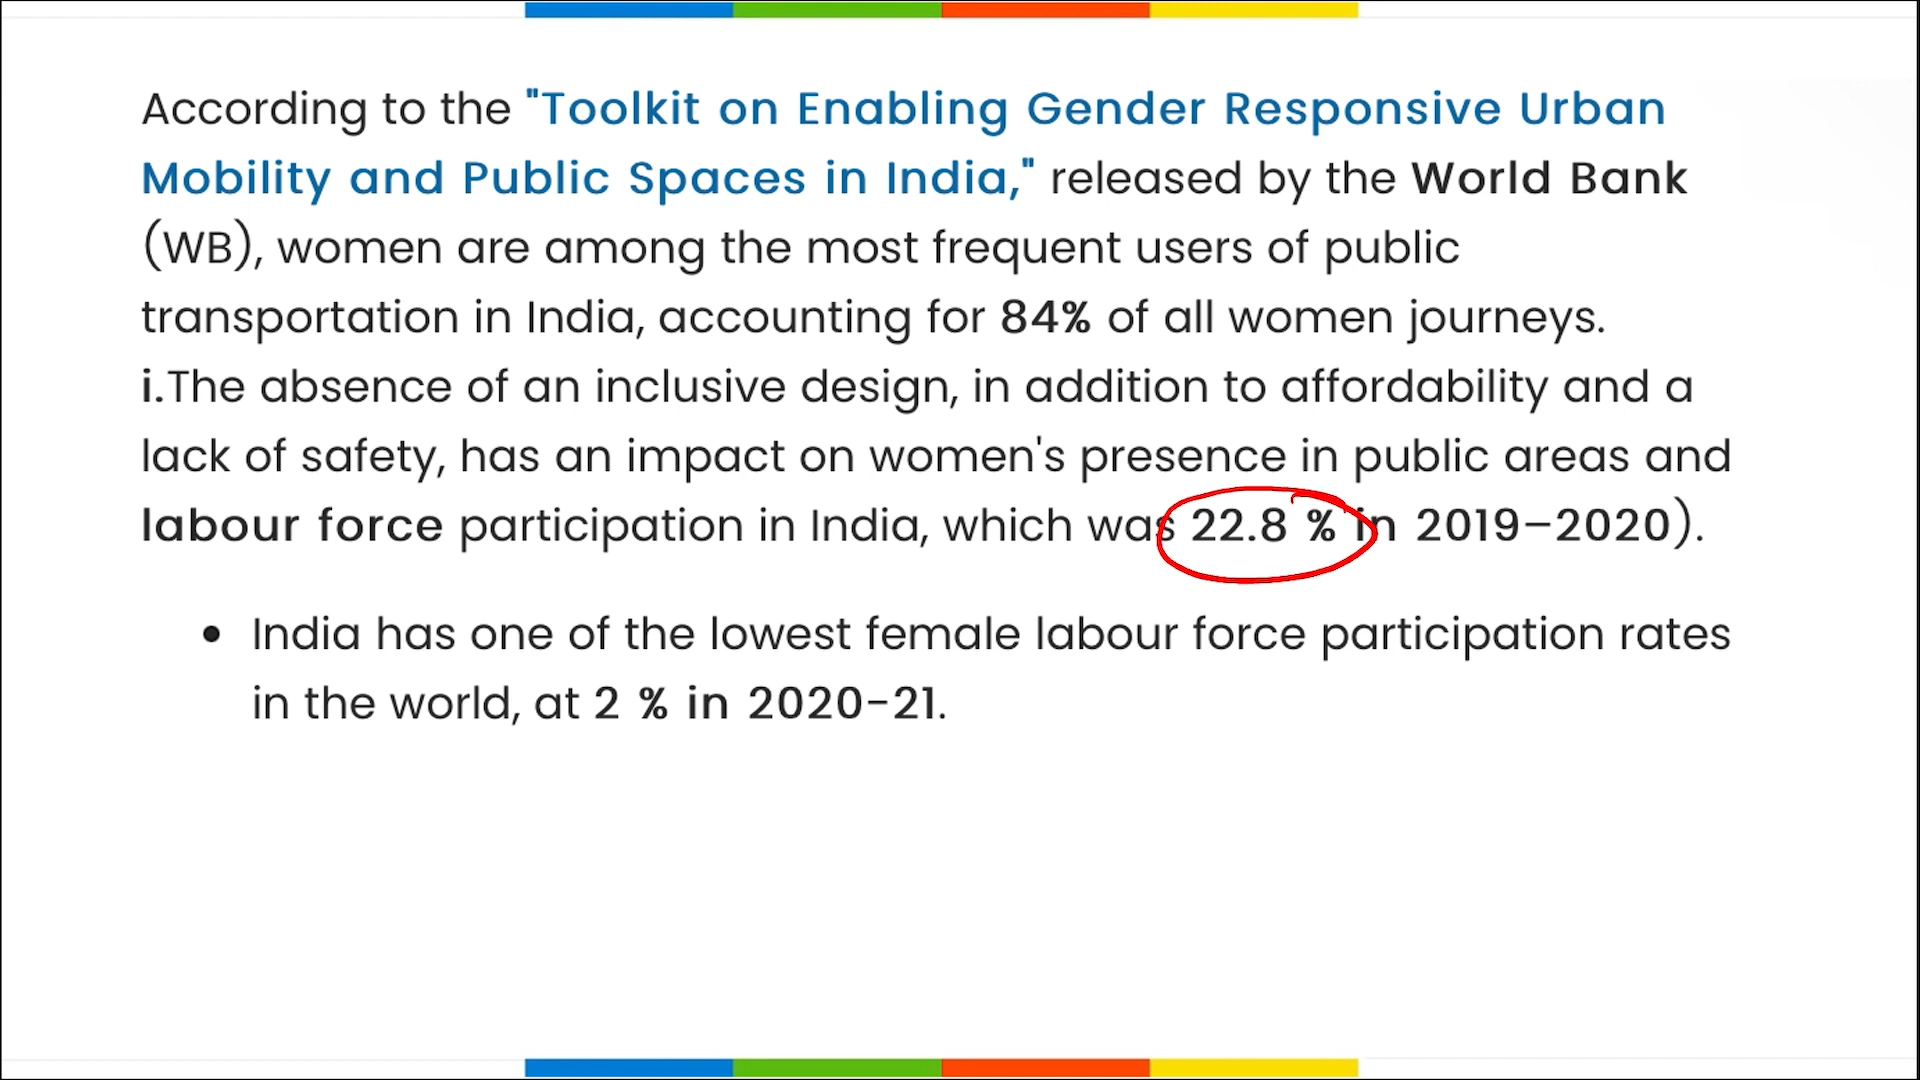 According to the "Toolkit on Enabling Gender Responsive Urban
Mobility and Public Spaces in India," released by the World Bank
(WB), women are among the most frequent users of public
transportation in India, accounting for 84% of all women journeys.
i.The absence of an inclusive design, in addition to affordability and a
lack of safety, has an impact on women's presence in public areas and
labour force participation in India, which was 22.8 % in 2019–2020).
• India has one of the lowest female labour force participation rates
in the world, at 2 % in 2020-21.